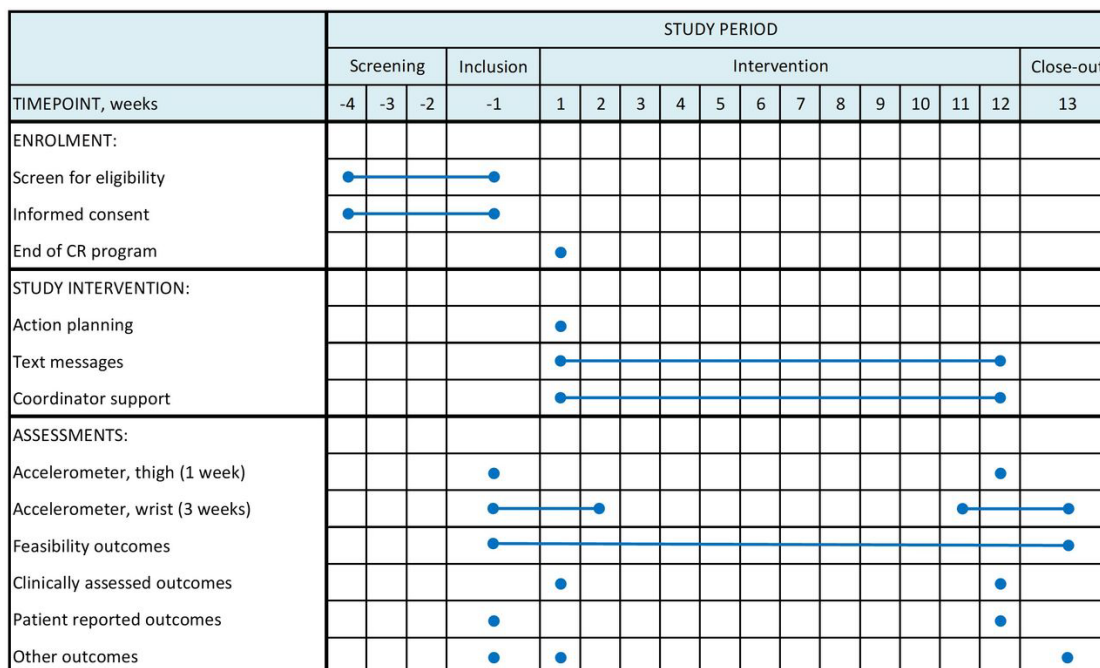 STUDY PERIOD
Screening Inclusion Intervention Close-out
TIMEPOINT, weeks -4 -3 -2 -1 1 2 3 4 5 6 7 8 9 10 11 12 13
ENROLMENT:
Screen for eligibility
Informed consent
End of CR program
STUDY INTERVENTION:
Action planning
Text messages
Coordinator support
ASSESSMENTS:
Accelerometer, thigh (1 week)
Accelerometer, wrist (3 weeks)
Feasibility outcomes
Clinically assessed outcomes
Patient reported outcomes
Other outcomes